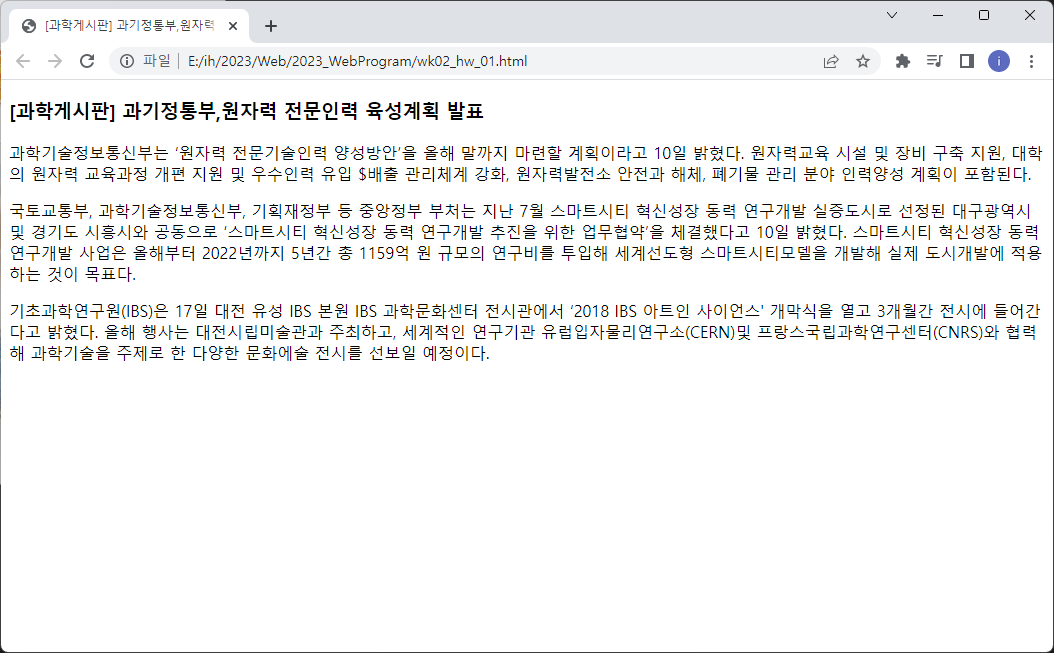 [과학게시판] 과기정통부,원자력
파일
E:/ih/2023/Web/2023_WebProgram/wk02_hw_01.html
i
[과학게시판] 과기정통부,원자력 전문인력 육성계획 발표
과학기술정보통신부는 ‘원자력 전문기술인력 양성방안’을 올해 말까지 마련할 계획이라고 10일 밝혔다. 원자력교육 시설 및 장비 구축 지원, 대학
의 원자력 교육과정 개편 지원 및 우수인력 유입 $배출 관리체계 강화, 원자력발전소 안전과 해체, 폐기물 관리 분야 인력양성 계획이 포함된다.
국토교통부, 과학기술정보통신부, 기획재정부 등 중앙정부 부처는 지난 7월 스마트시티 혁신성장 동력 연구개발 실증도시로 선정된 대구광역시
및 경기도 시흥시와 공동으로 ‘스마트시티 혁신성장 동력 연구개발 추진을 위한 업무협약’을 체결했다고 10일 밝혔다. 스마트시티 혁신성장 동력
연구개발 사업은 올해부터 2022년까지 5년간 총 1159억 원 규모의 연구비를 투입해 세계선도형 스마트시티모델을 개발해 실제 도시개발에 적용
하는 것이 목표다.
기초과학연구원(IBS)은 17일 대전 유성 IBS 본원 IBS 과학문화센터 전시관에서 ‘2018 IBS 아트인 사이언스' 개막식을 열고 3개월간 전시에 들어간
다고 밝혔다. 올해 행사는 대전시립미술관과 주최하고, 세계적인 연구기관 유럽입자물리연구소(CERN)및 프랑스국립과학연구센터(CNRS)와 협력
해 과학기술을 주제로 한 다양한 문화에술 전시를 선보일 예정이다.